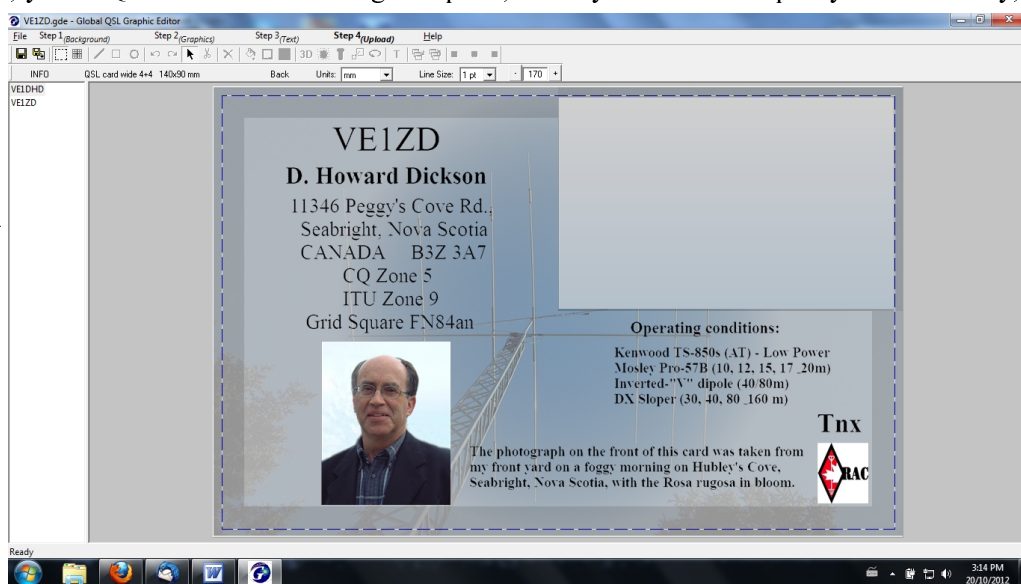 VE1ZD.gde - Global QSL Graphic Editor
File Step 1(Background) Step 2(Graphics) Step 3(Text) Step 4(Upload) Help
3D T T
INFO QSL card wide 4+4 140x90 mm Back Units: mm Line Size: 1 pt - 170 +
VE1DHD
VE1ZD
VE1ZD
D. Howard Dickson
11346 Peggy's Cove Rd.,
Seabright, Nova Scotia
CANADA B3Z 3A7
CQ Zone 5
ITU Zone 9
Grid Square FN84an
Operating conditions:
Kenwood TS-850s (AT) - Low Power
Mosley Pro-57B (10, 12, 15, 17 _20m)
Inverted-"V" dipole (40/80m)
DX Sloper (30, 40, 80 _160 m)
Tnx
The photograph on the front of this card was taken from
my front yard on a foggy morning on Hubley's Cove,
Seabright, Nova Scotia, with the Rosa rugosa in bloom.
RAC
Ready
3:14 PM
20/10/2012